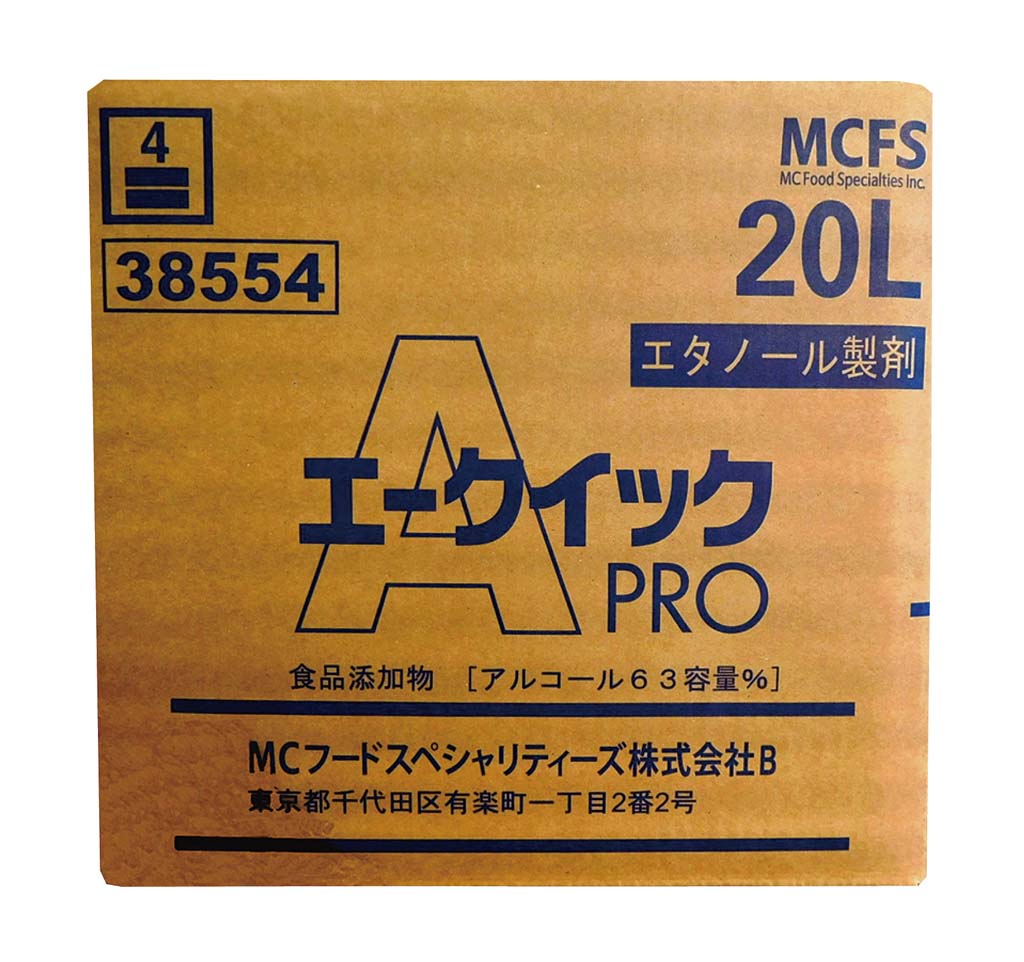 4
38554
MCFS
MC Food Specialties Inc.
20L
エタノール製剤
A
エークイック
PRO
食品添加物 ［アルコール６３容量％］
MCフードスペシャリティーズ株式会社B
東京都千代田区有楽町一丁目2番2号